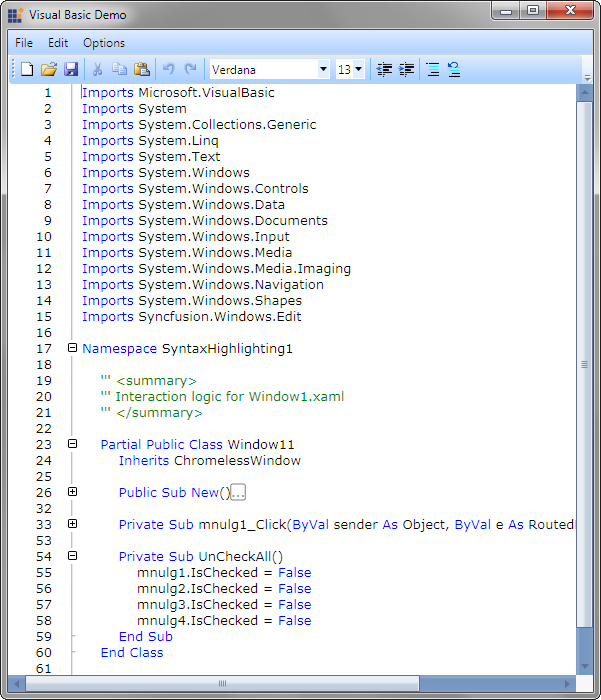 Visual Basic Demo
File Edit Options
Verdana 13
1 Imports Microsoft.VisualBasic
2 Imports System
3 Imports System.Collections.Generic
4 Imports System.Linq
5 Imports System.Text
6 Imports System.Windows
7 Imports System.Windows.Controls
8 Imports System.Windows.Data
9 Imports System.Windows.Documents
10 Imports System.Windows.Input
11 Imports System.Windows.Media
12 Imports System.Windows.Media.Imaging
13 Imports System.Windows.Navigation
14 Imports System.Windows.Shapes
15 Imports Syncfusion.Windows.Edit
16
17 Namespace SyntaxHighlighting1
18
19 ''' <summary>
20 ''' Interaction logic for Window1.xaml
21 ''' </summary>
22
23 Partial Public Class Window11
24 Inherits ChromelessWindow
25
26 Public Sub New()...
32
33 Private Sub mnulg1_Click(ByVal sender As Object, ByVal e As Routed
53
54 Private Sub UnCheckAll()
55 mnulg1.IsChecked = False
56 mnulg2.IsChecked = False
57 mnulg3.IsChecked = False
58 mnulg4.IsChecked = False
59 End Sub
60 End Class
61